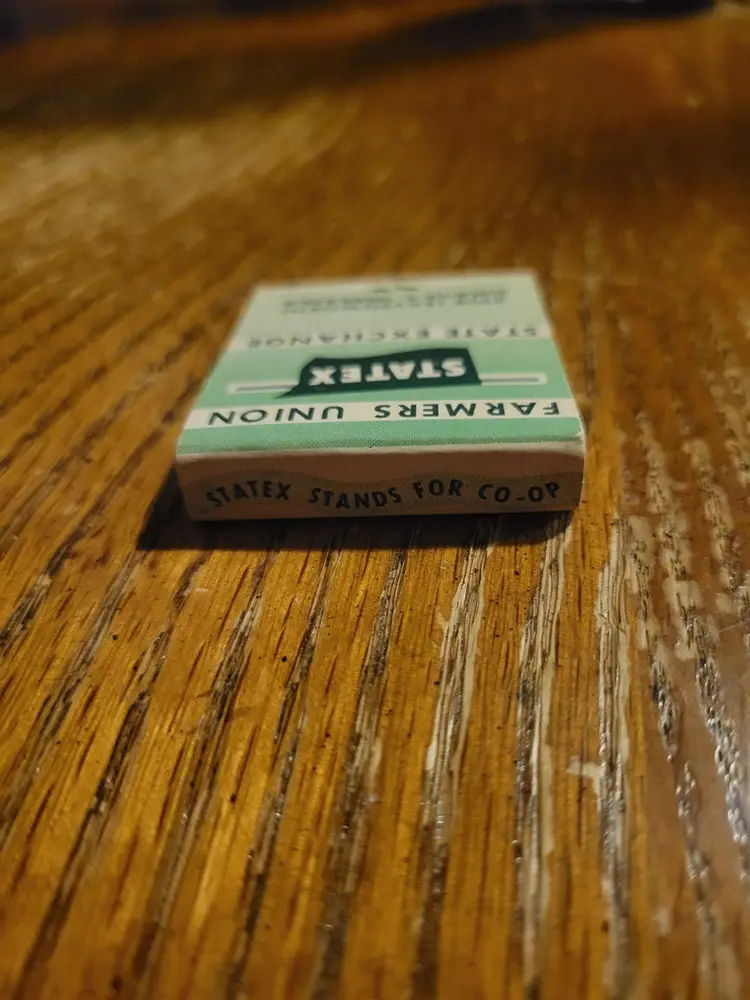 FARMERS UNION
STATEX
STATE EXCHANGE
STATEX STANDS FOR CO-OP